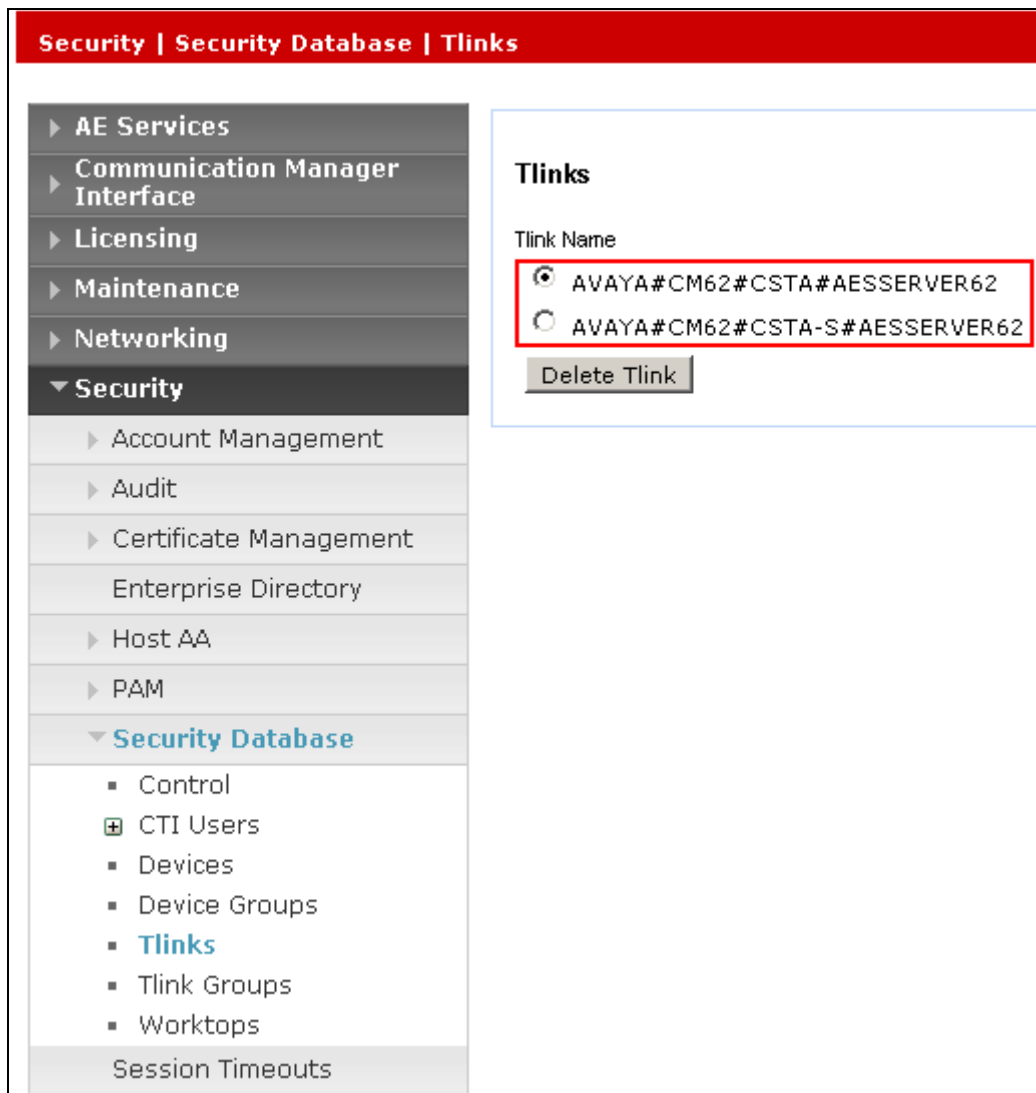 Security | Security Database | Tlinks
AE Services
Communication Manager
Interface
Licensing
Maintenance
Networking
Security
Account Management
Audit
Certificate Management
Enterprise Directory
Host AA
PAM
Security Database
Control
CTI Users
Devices
Device Groups
Tlinks
Tlink Groups
Worktops
Session Timeouts
Tlinks
Tlink Name
AVAYA#CM62#CSTA#AESSERVER62
AVAYA#CM62#CSTA-S#AESSERVER62
Delete Tlink